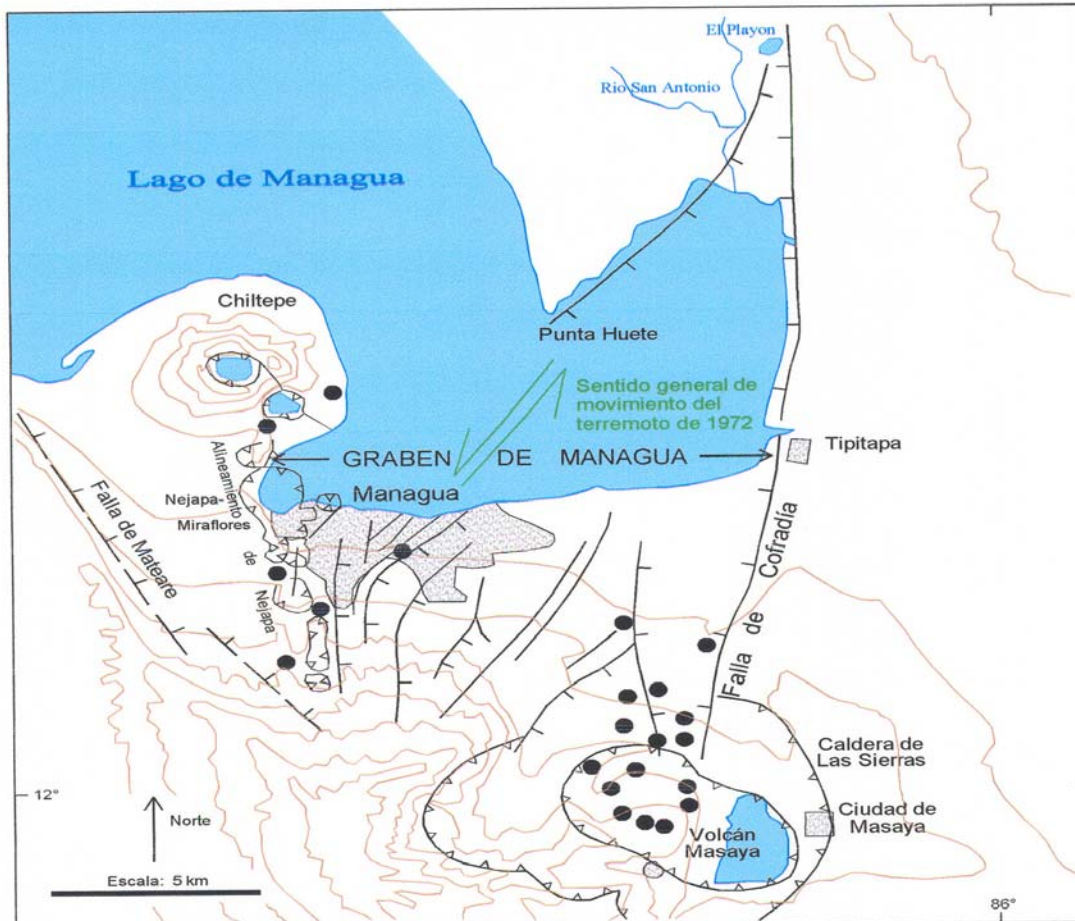 El Playon
Rio San Antonio
Lago de Managua
Chiltepe
Punta Huete
Sentido general de
movimiento del
terremoto de 1972
GRABEN DE MANAGUA
Tipitapa
Managua
Nejapa-
Miraflores
Alineamiento de Nejapa
Falla de Mateare
Falla de Cofradía
Caldera de
Las Sierras
12°
Norte
Ciudad de
Masaya
Volcán
Masaya
Escala: 5 km
86°